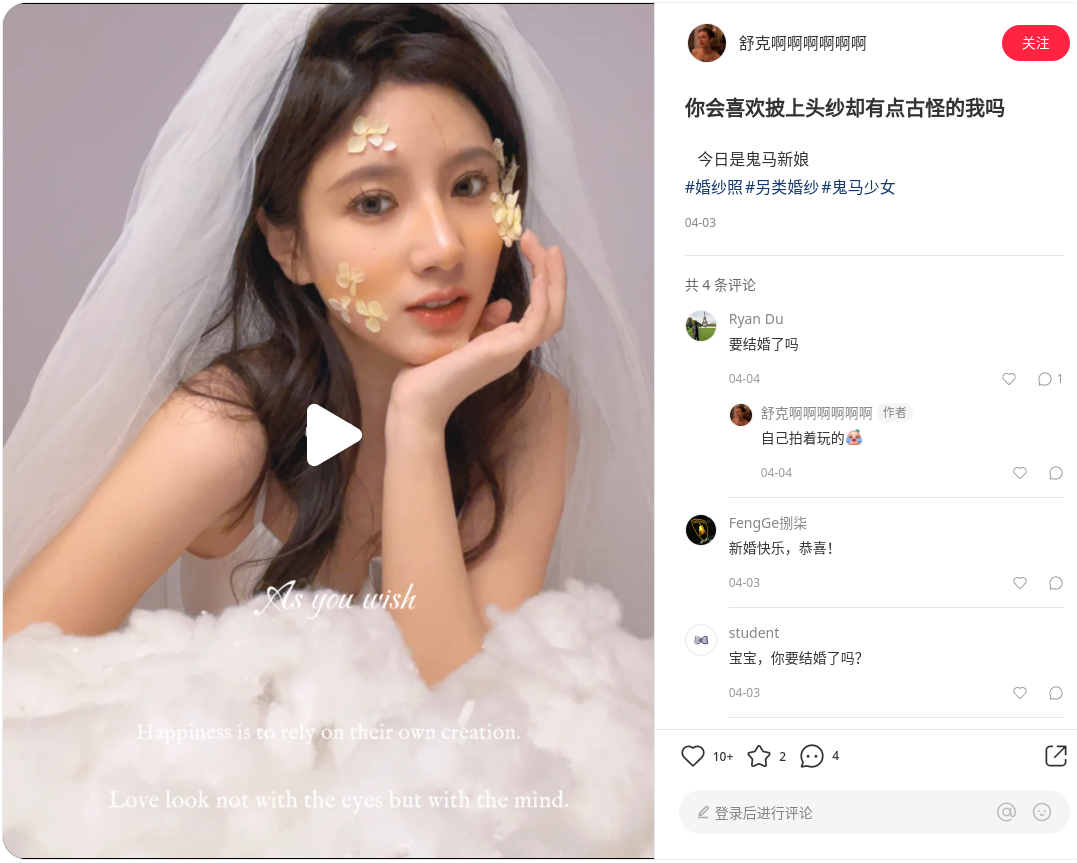 As you wish
Happiness is to rely on their own creation.
Love look not with the eyes but with the mind.
舒克啊啊啊啊啊啊
关注
你会喜欢披上头纱却有点古怪的我吗
今日是鬼马新娘
#婚纱照#另类婚纱#鬼马少女
04-03
共 4 条评论
Ryan Du
要结婚了吗
04-04
1
舒克啊啊啊啊啊啊 作者
自己拍着玩的
04-04
FengGe捌柒
新婚快乐，恭喜！
04-03
student
宝宝，你要结婚了吗？
04-03
10+ 2 4
登录后进行评论